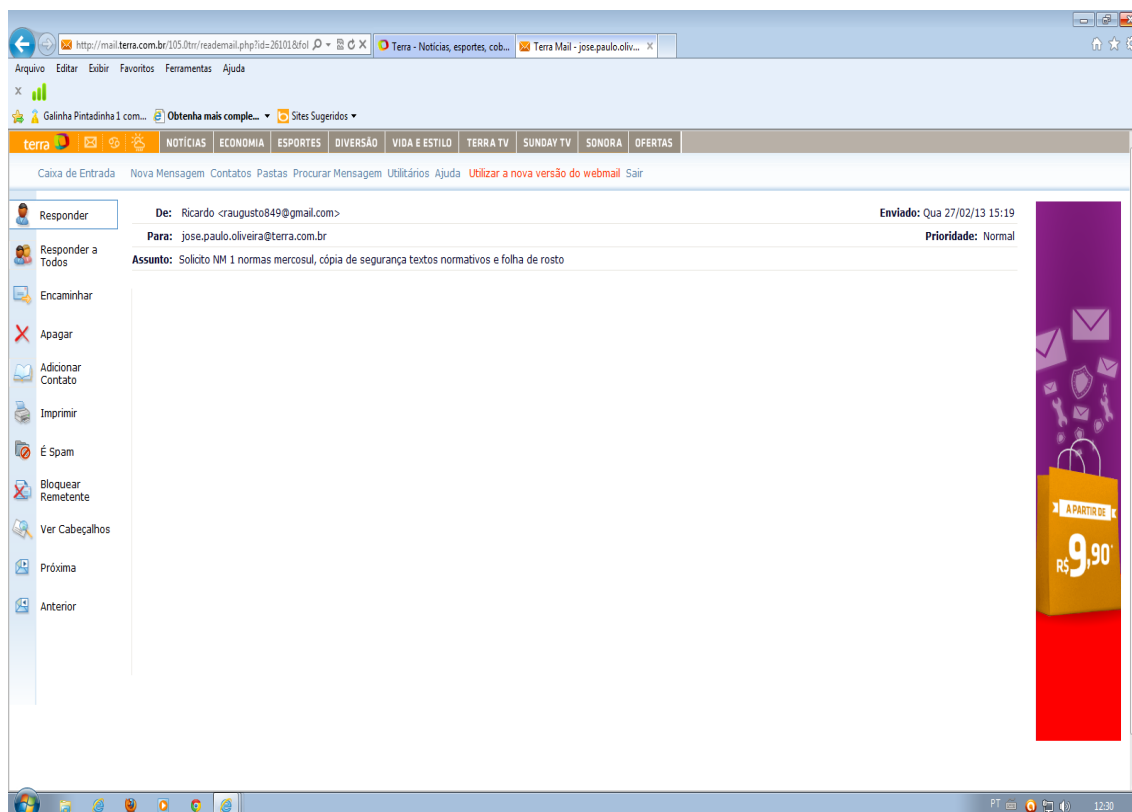 http://mail.terra.com.br/105.0trr/reademail.php?id=26101&fol
Terra - Notícias, esportes, cob...
Terra Mail - jose.paulo.oliv...
Arquivo Editar Exibir Favoritos Ferramentas Ajuda
Galinha Pintadinha 1 com... Obtenha mais comple... Sites Sugeridos
terra NOTÍCIAS ECONOMIA ESPORTES DIVERSÃO VIDA E ESTILO TERRA TV SUNDAY TV SONORA OFERTAS
Caixa de Entrada Nova Mensagem Contatos Pastas Procurar Mensagem Utilitários Ajuda Utilizar a nova versão do webmail Sair
De: Ricardo <raugusto849@gmail.com> Enviado: Qua 27/02/13 15:19
Para: jose.paulo.oliveira@terra.com.br Prioridade: Normal
Assunto: Solicito NM 1 normas mercosul, cópia de segurança textos normativos e folha de rosto
Responder
Responder a
Todos
Encaminhar
Apagar
Adicionar
Contato
Imprimir
É Spam
Bloquear
Remetente
Ver Cabeçalhos
Próxima
Anterior
A PARTIR DE
R$ 9,90*
PT 12:30